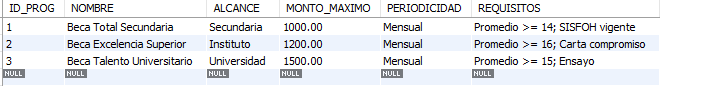 ID_PROG NOMBRE ALCANCE MONTO_MAXIMO PERIODICIDAD REQUISITOS
1 Beca Total Secundaria Secundaria 1000.00 Mensual Promedio >= 14; SISFOH vigente
2 Beca Excelencia Superior Instituto 1200.00 Mensual Promedio >= 16; Carta compromiso
3 Beca Talento Universitario Universidad 1500.00 Mensual Promedio >= 15; Ensayo
NULL NULL NULL NULL NULL NULL